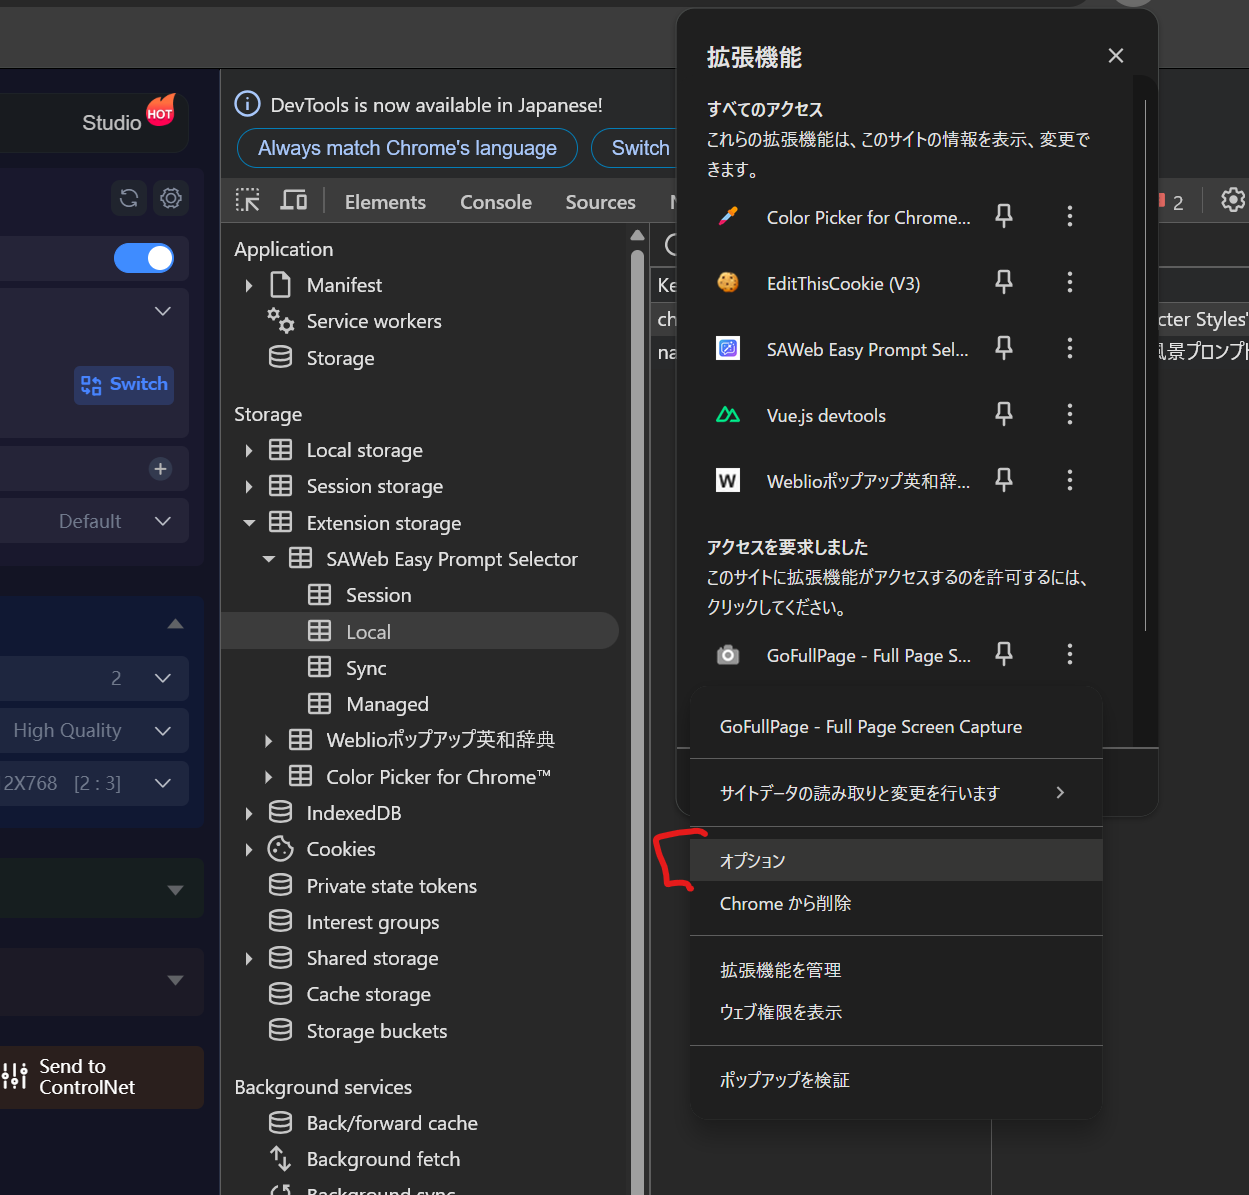 Studio
HOT
Switch
Default
2
High Quality
2X768 [2 : 3]
Send to
ControlNet
DevTools is now available in Japanese!
Always match Chrome's language
Switch
Elements
Console
Sources
2
Application
Manifest
Service workers
Storage
Storage
Local storage
Session storage
Extension storage
SAWeb Easy Prompt Selector
Session
Local
Sync
Managed
Weblioポップアップ英和辞典
Color Picker for Chrome™
IndexedDB
Cookies
Private state tokens
Interest groups
Shared storage
Cache storage
Storage buckets
Background services
Back/forward cache
Background fetch
Background sync
Ke
ch
na
cter Styles"
風景プロンプト
拡張機能
すべてのアクセス
これらの拡張機能は、このサイトの情報を表示、変更で
きます。
Color Picker for Chrome...
EditThisCookie (V3)
SAWeb Easy Prompt Sel...
Vue.js devtools
W
Weblioポップアップ英和辞...
アクセスを要求しました
このサイトに拡張機能がアクセスするのを許可するには、
クリックしてください。
GoFullPage - Full Page S...
GoFullPage - Full Page Screen Capture
サイトデータの読み取りと変更を行います
オプション
Chrome から削除
拡張機能を管理
ウェブ権限を表示
ポップアップを検証